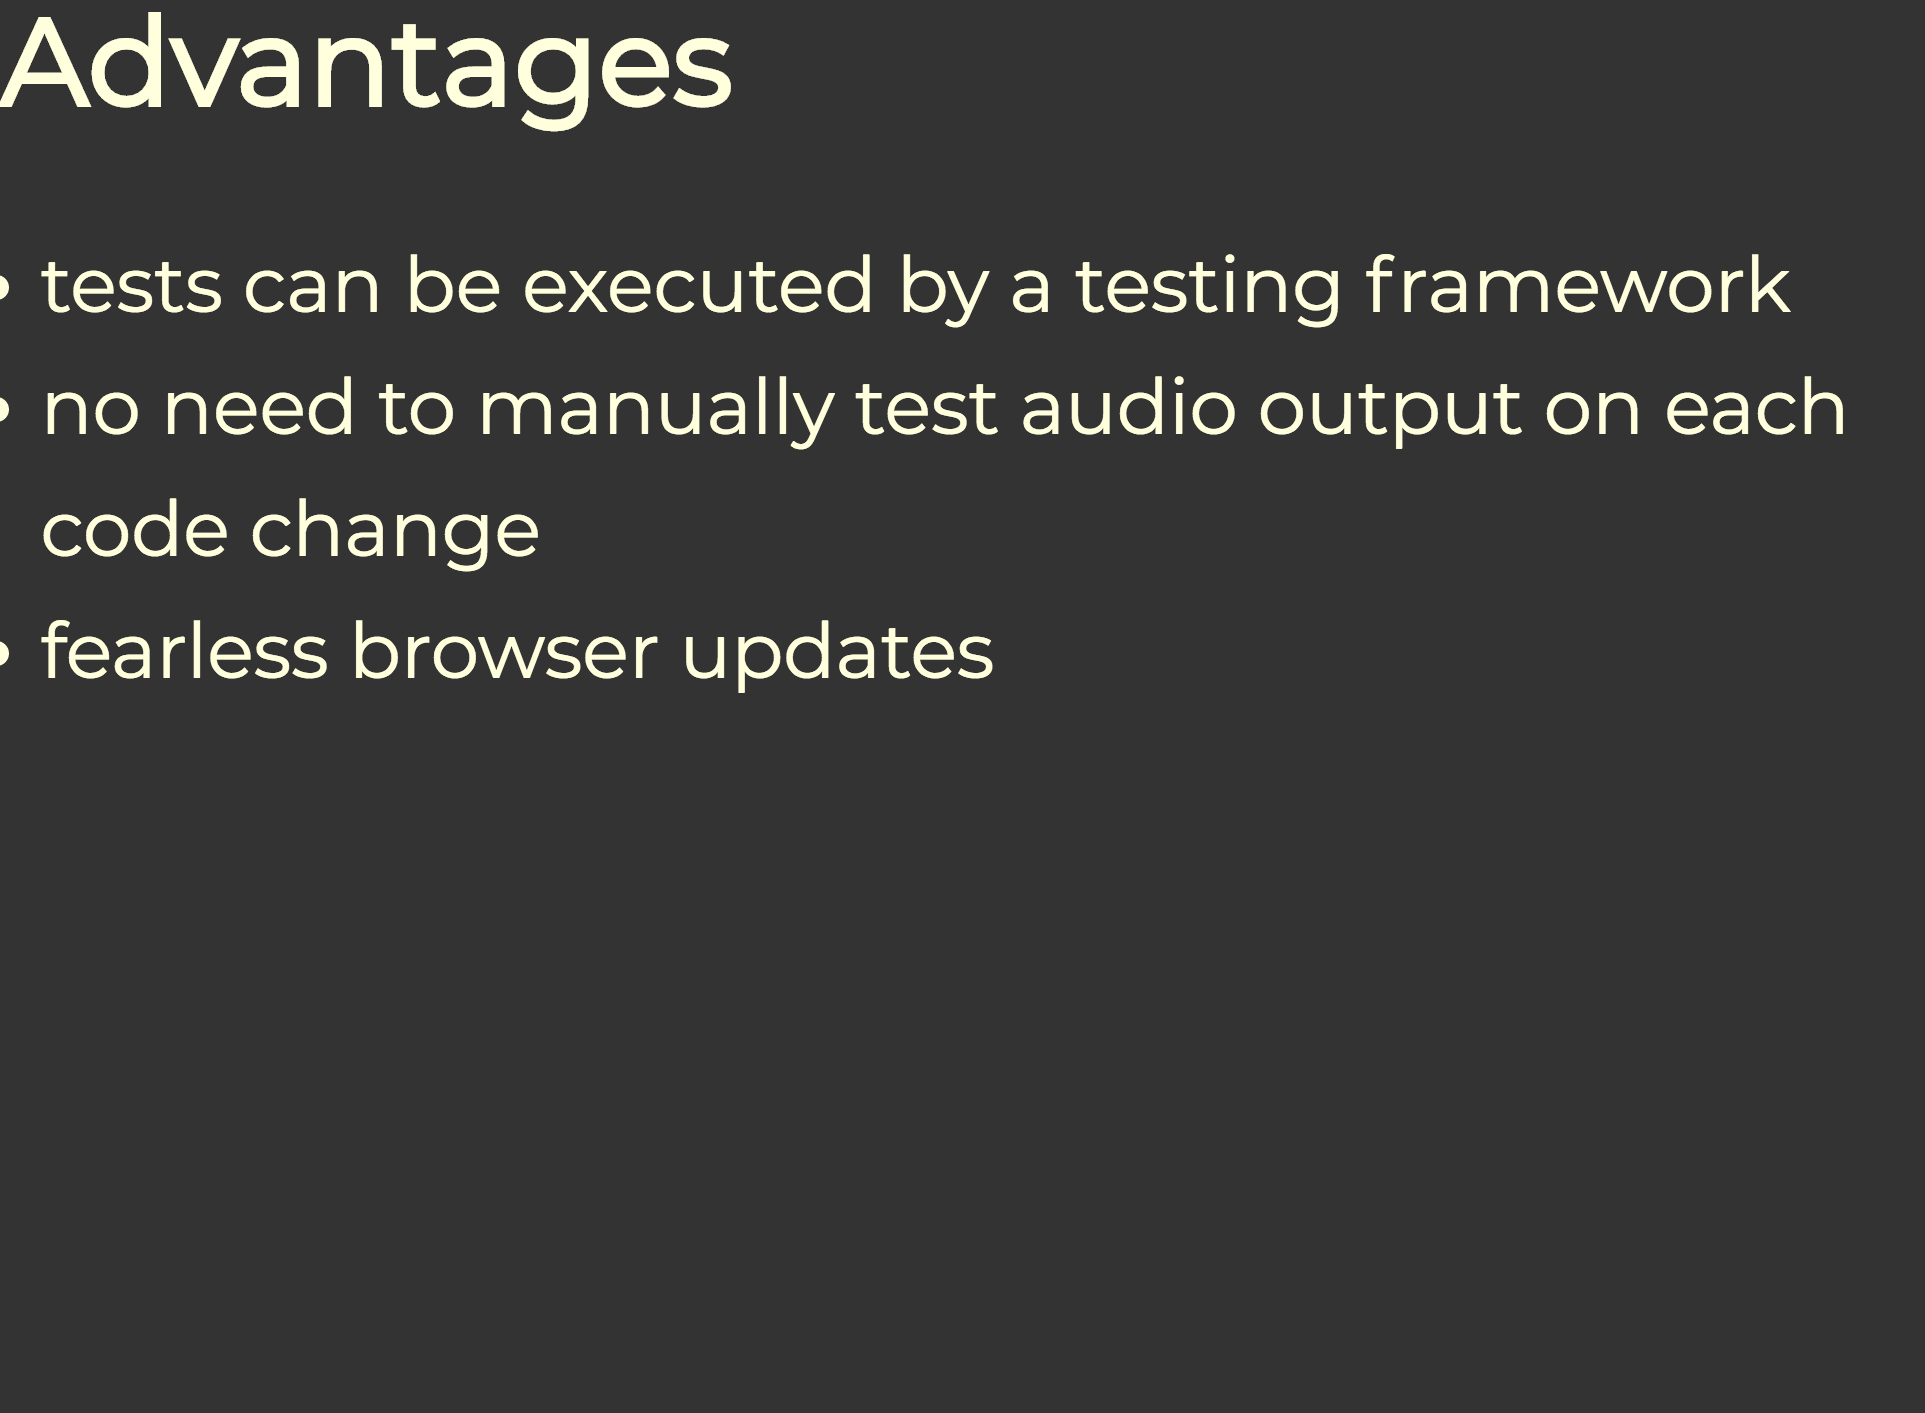 Advantages
• tests can be executed by a testing framework
• no need to manually test audio output on each
code change
• fearless browser updates